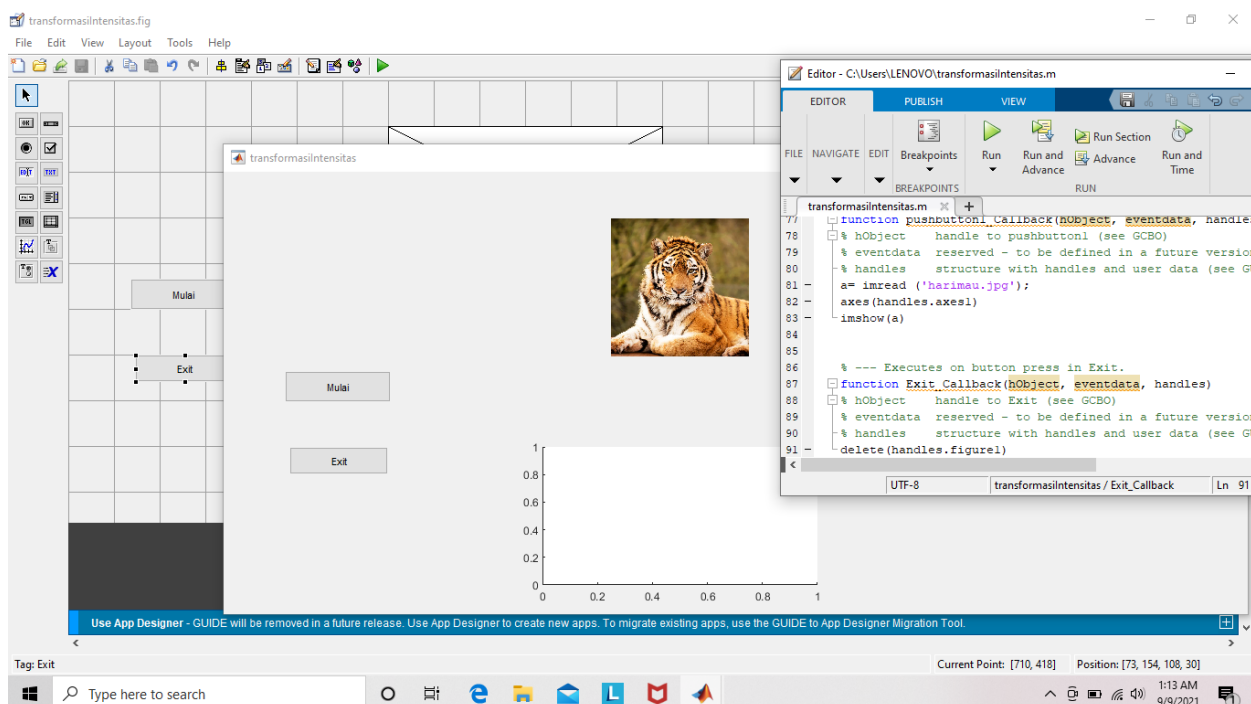 transformasiIntensitas.fig
File Edit View Layout Tools Help
Mulai
Exit
transformasiIntensitas
Mulai
Exit
1
0.8
0.6
0.4
0.2
0
0 0.2 0.4 0.6 0.8 1
Editor - C:\Users\LENOVO\transformasiIntensitas.m
EDITOR PUBLISH VIEW
FILE NAVIGATE EDIT Breakpoints Run Run and Advance Run Section Advance Run and Time
BREAKPOINTS RUN
transformasiIntensitas.m
77 function pushbutton1_Callback(hObject, eventdata, handle
78 % hObject handle to pushbutton1 (see GCBO)
79 % eventdata reserved - to be defined in a future versio
80 % handles structure with handles and user data (see G
81 - a= imread ('harimau.jpg');
82 - axes(handles.axes1)
83 - imshow(a)
84
85
86 % --- Executes on button press in Exit.
87 function Exit_Callback(hObject, eventdata, handles)
88 % hObject handle to Exit (see GCBO)
89 % eventdata reserved - to be defined in a future versio
90 % handles structure with handles and user data (see G
91 - delete(handles.figure1)
UTF-8 transformasiIntensitas / Exit_Callback Ln 91
Use App Designer - GUIDE will be removed in a future release. Use App Designer to create new apps. To migrate existing apps, use the GUIDE to App Designer Migration Tool.
Tag: Exit Current Point: [710, 418] Position: [73, 154, 108, 30]
Type here to search
1:13 AM
9/9/2021